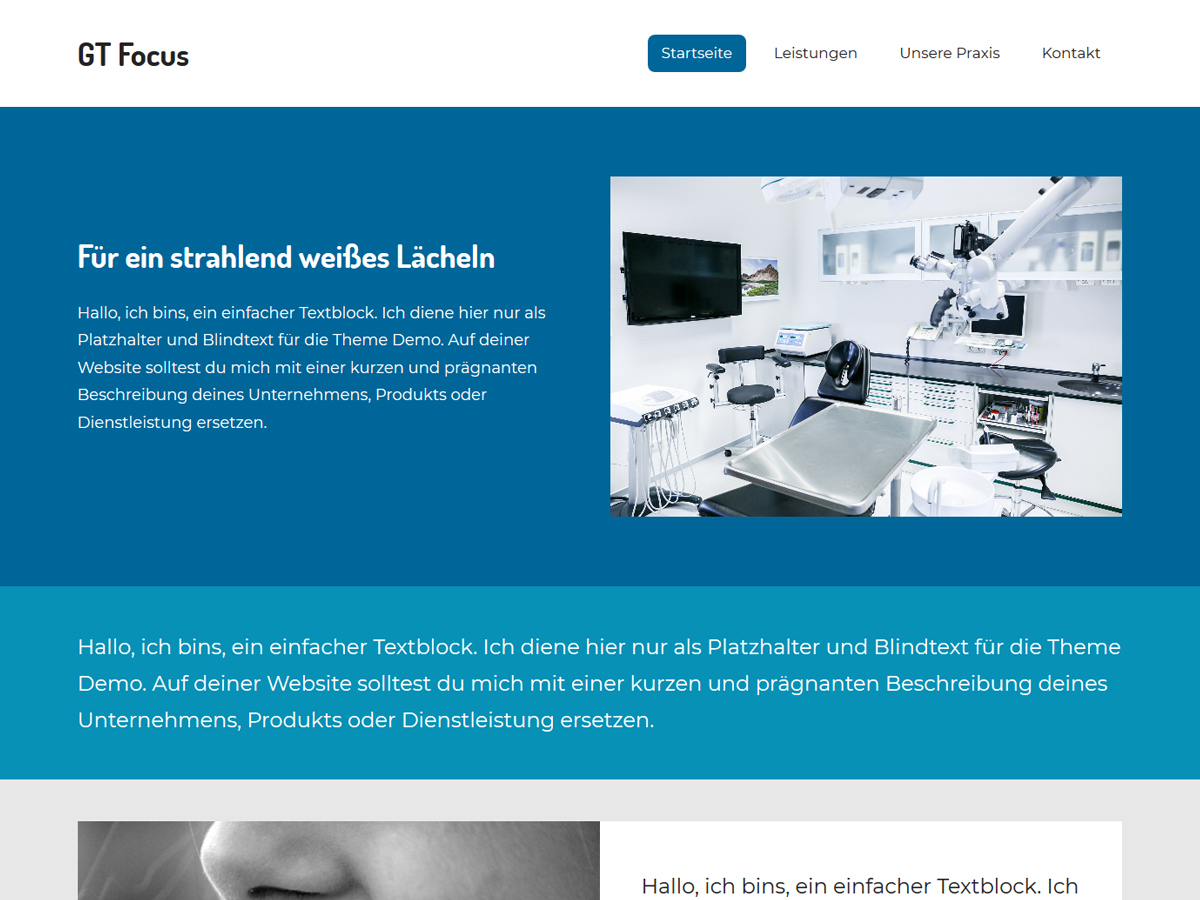 GT Focus
Startseite Leistungen Unsere Praxis Kontakt
Für ein strahlend weißes Lächeln
Hallo, ich bins, ein einfacher Textblock. Ich diene hier nur als
Platzhalter und Blindtext für die Theme Demo. Auf deiner
Website solltest du mich mit einer kurzen und prägnanten
Beschreibung deines Unternehmens, Produkts oder
Dienstleistung ersetzen.
Hallo, ich bins, ein einfacher Textblock. Ich diene hier nur als Platzhalter und Blindtext für die Theme
Demo. Auf deiner Website solltest du mich mit einer kurzen und prägnanten Beschreibung deines
Unternehmens, Produkts oder Dienstleistung ersetzen.
Hallo, ich bins, ein einfacher Textblock. Ich